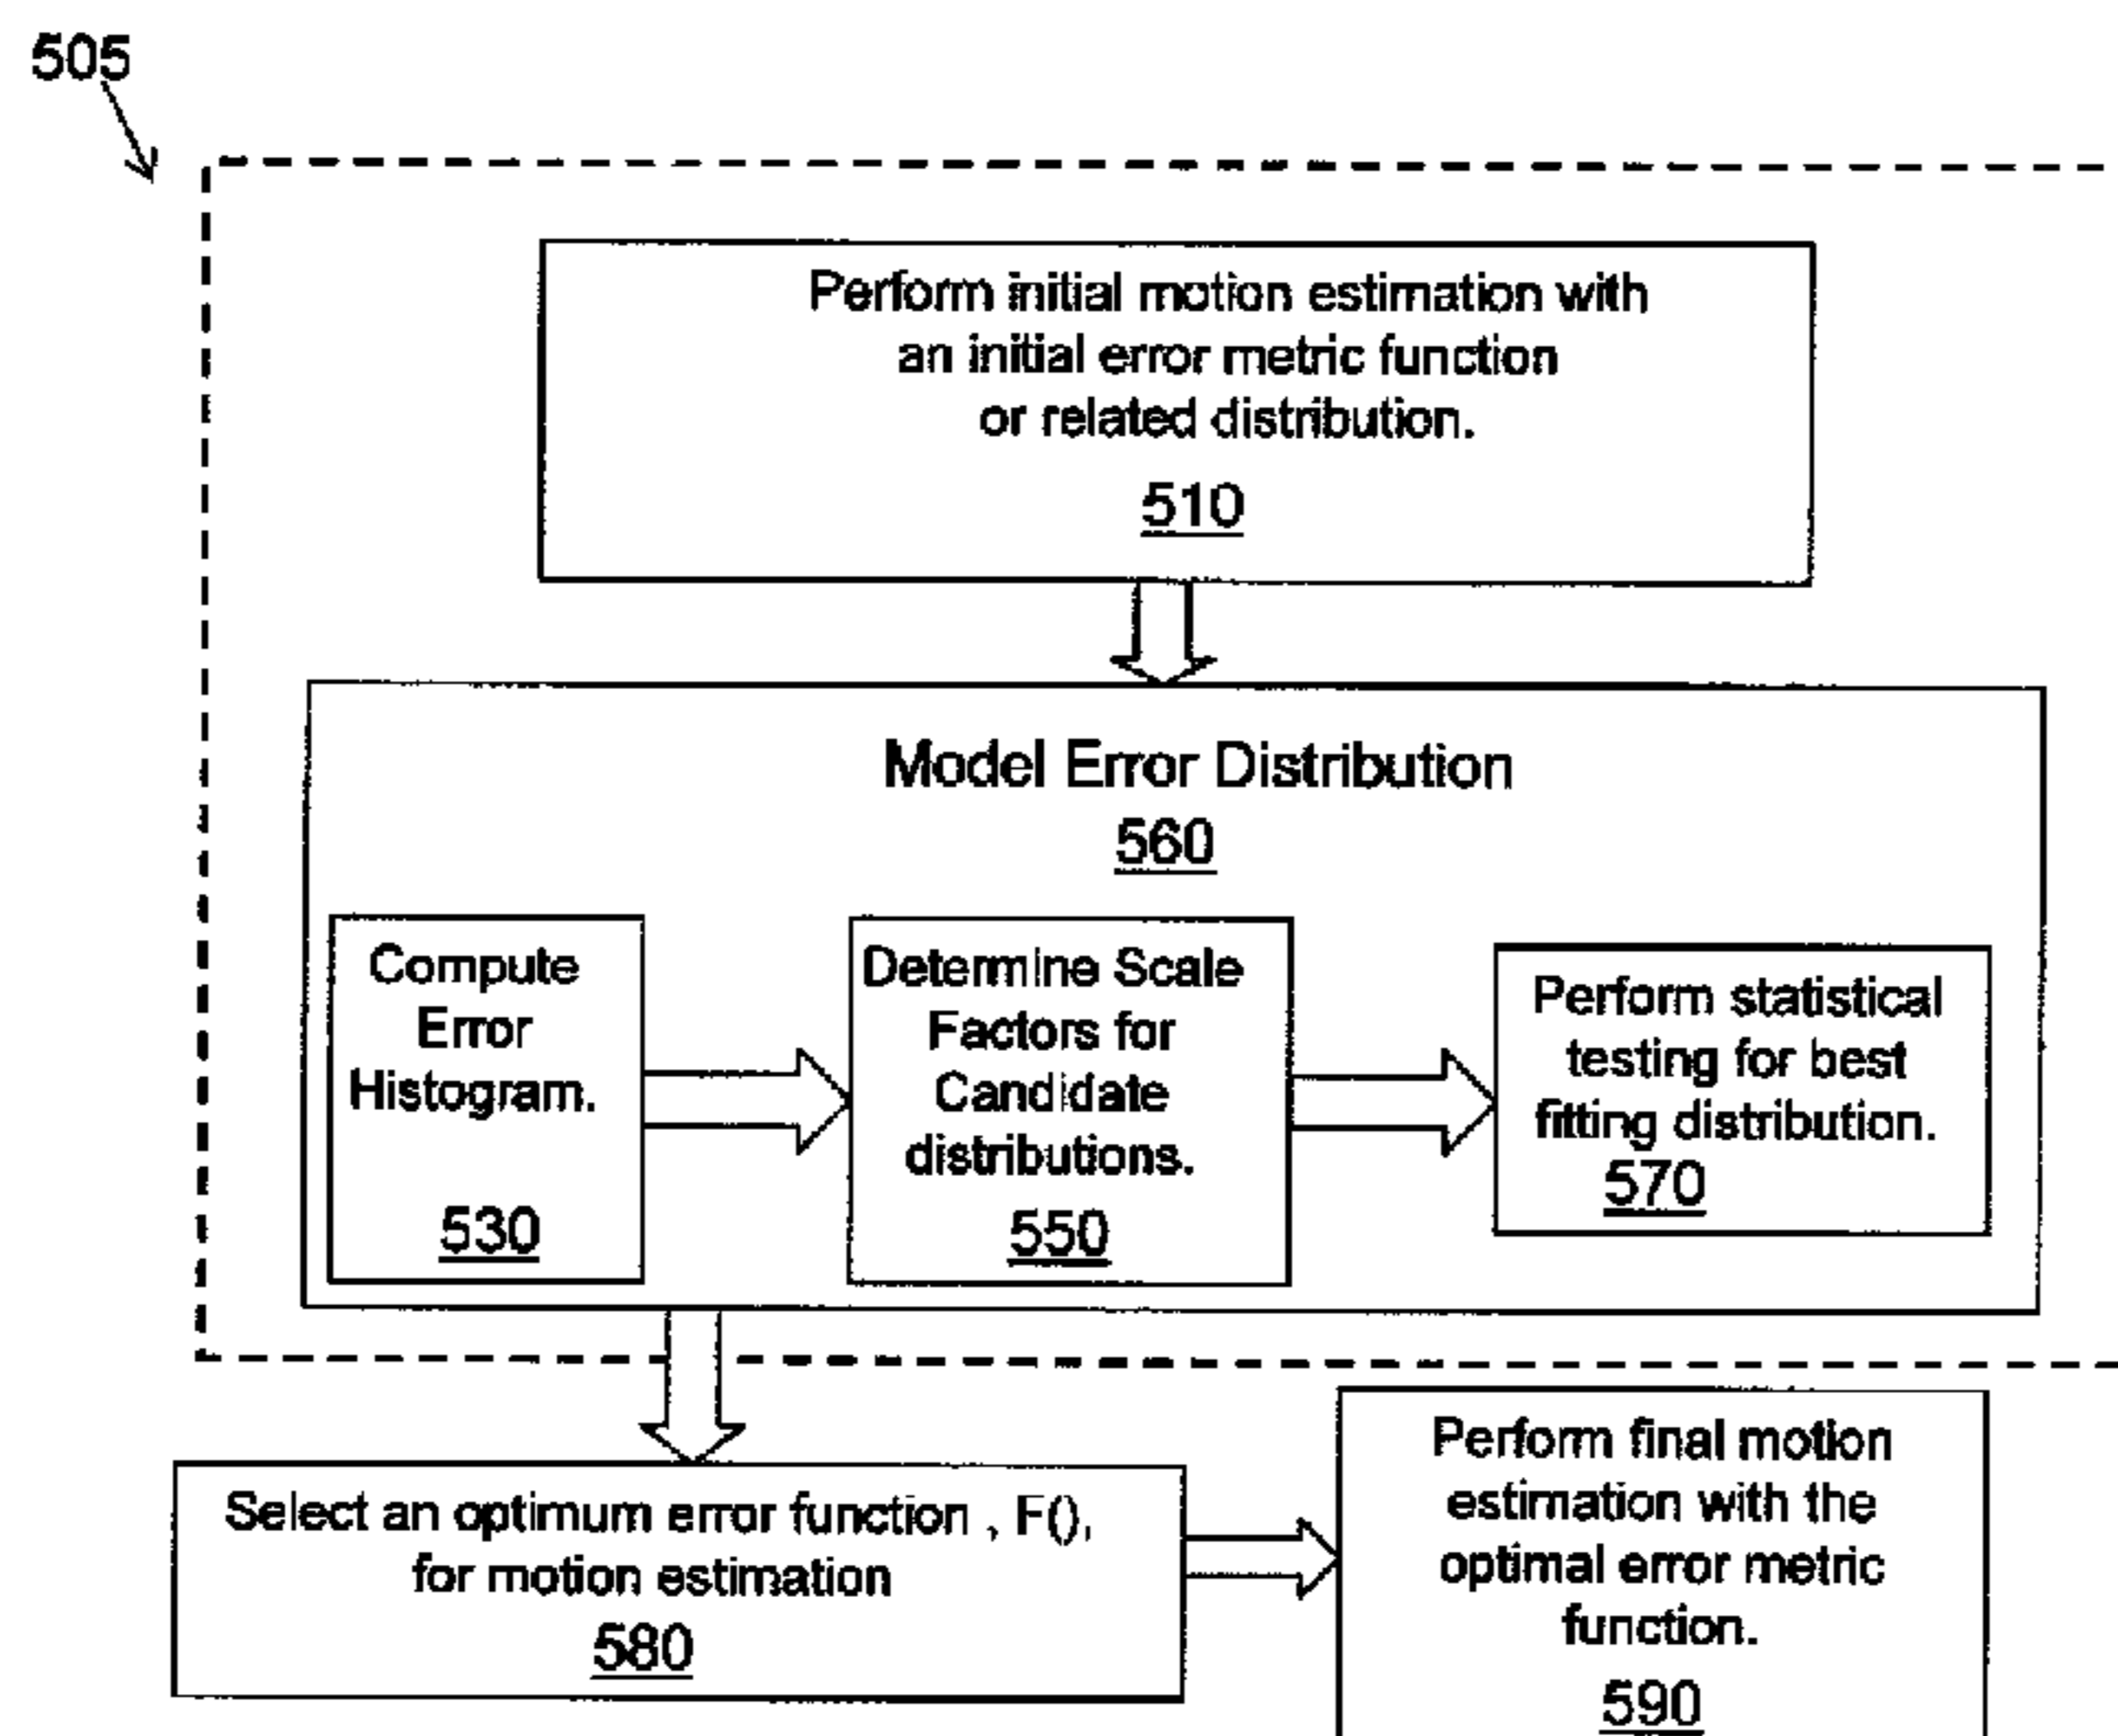 505
Perform initial motion estimation with
an initial error metric function
or related distribution.
510
Model Error Distribution
560
Compute
Error
Histogram.
530
Determine Scale
Factors for
Candidate
distributions.
550
Perform statistical
testing for best
fitting distribution.
570
Select an optimum error function , F(),
for motion estimation
580
Perform final motion
estimation with the
optimal error metric
function.
590